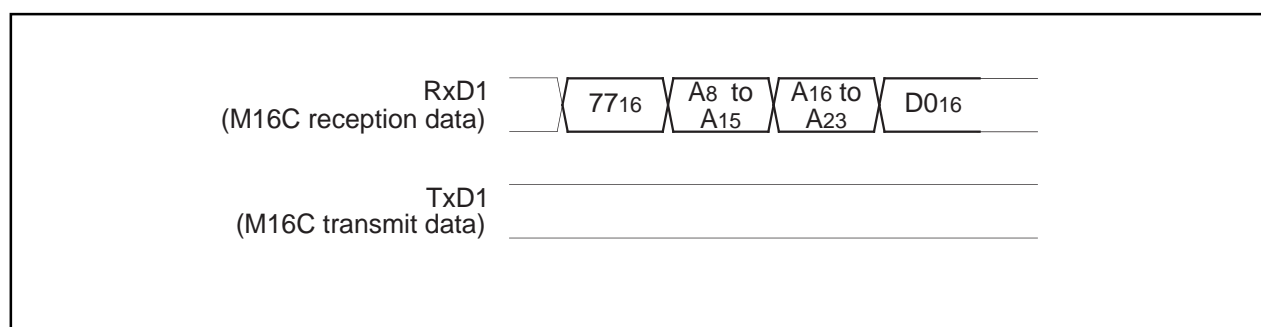 RxD1
(M16C reception data)
7716
A8 to
A15
A16 to
A23
D016
TxD1
(M16C transmit data)